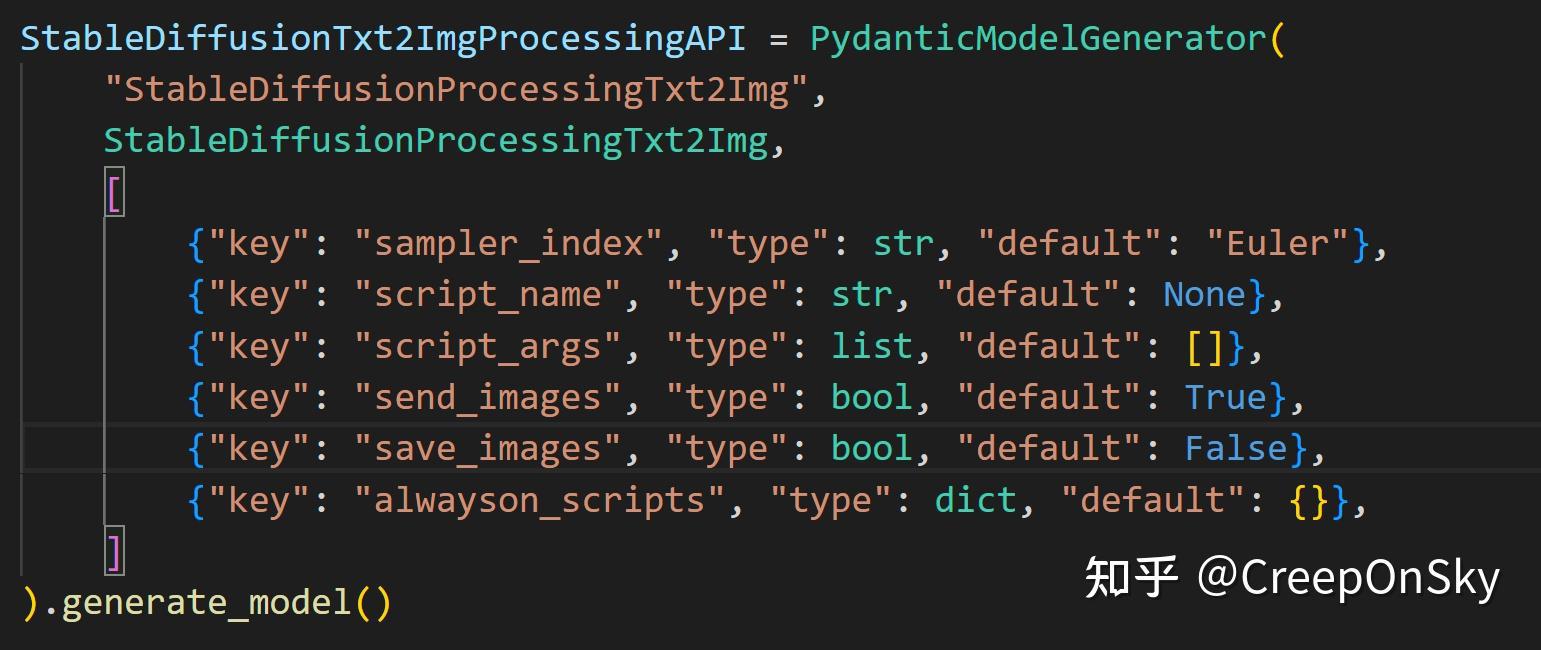 StableDiffusionTxt2ImgProcessingAPI = PydanticModelGenerator(
    "StableDiffusionProcessingTxt2Img",
    StableDiffusionProcessingTxt2Img,
    [
        {"key": "sampler_index", "type": str, "default": "Euler"},
        {"key": "script_name", "type": str, "default": None},
        {"key": "script_args", "type": list, "default": []},
        {"key": "send_images", "type": bool, "default": True},
        {"key": "save_images", "type": bool, "default": False},
        {"key": "alwayson_scripts", "type": dict, "default": {}},
    ]
).generate_model()
知乎 @CreepOnSky